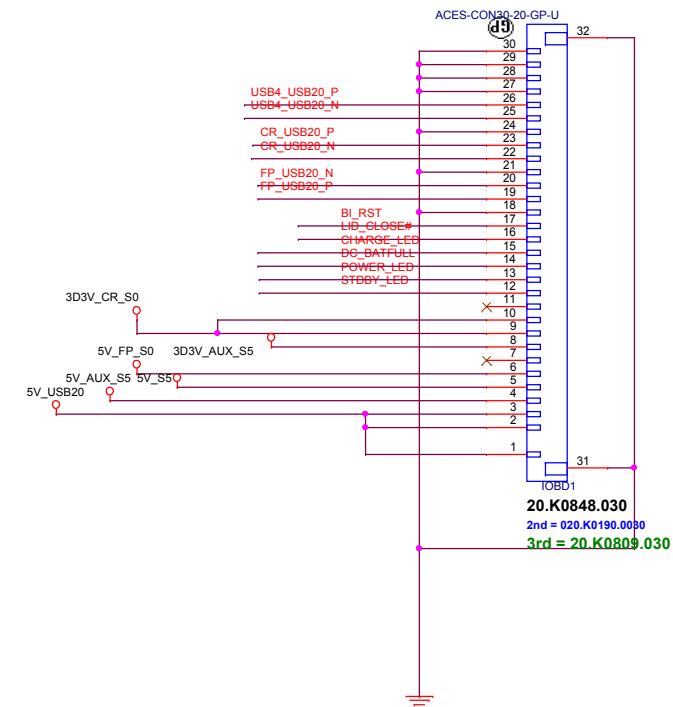 ACES-CON30-20-GP-U
32
30
29
28
27
USB4_USB20_P
26
USB4_USB20_N
25
24
CR_USB20_P
23
CR_USB20_N
22
21
FP_USB20_N
20
FP_USB20_P
19
18
BI_RST
17
LID_CLOSE#
16
CHARGE_LED
15
DC_BATFULL
14
POWER_LED
13
STDBY_LED
12
3D3V_CR_S0
11
10
9
5V_FP_S0
3D3V_AUX_S5
8
7
6
5V_AUX_S5
5V_S5
5
5V_USB20
4
3
2
1
31
IOBD1
20.K0848.030
2nd = 020.K0190.0030
3rd = 20.K0809.030